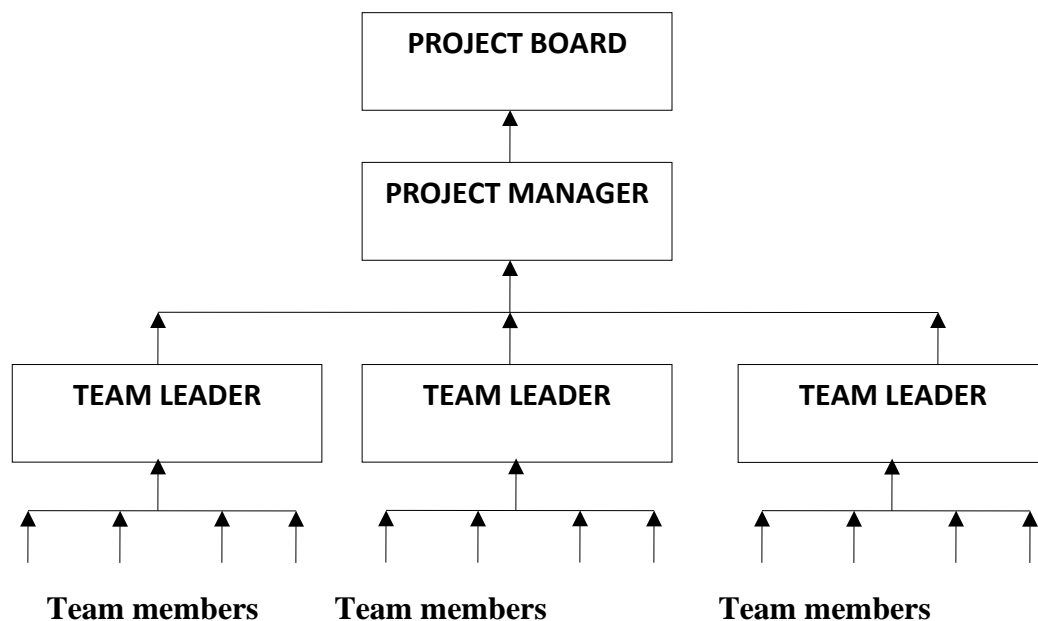 PROJECT BOARD
PROJECT MANAGER
TEAM LEADER TEAM LEADER TEAM LEADER
Team members Team members Team members